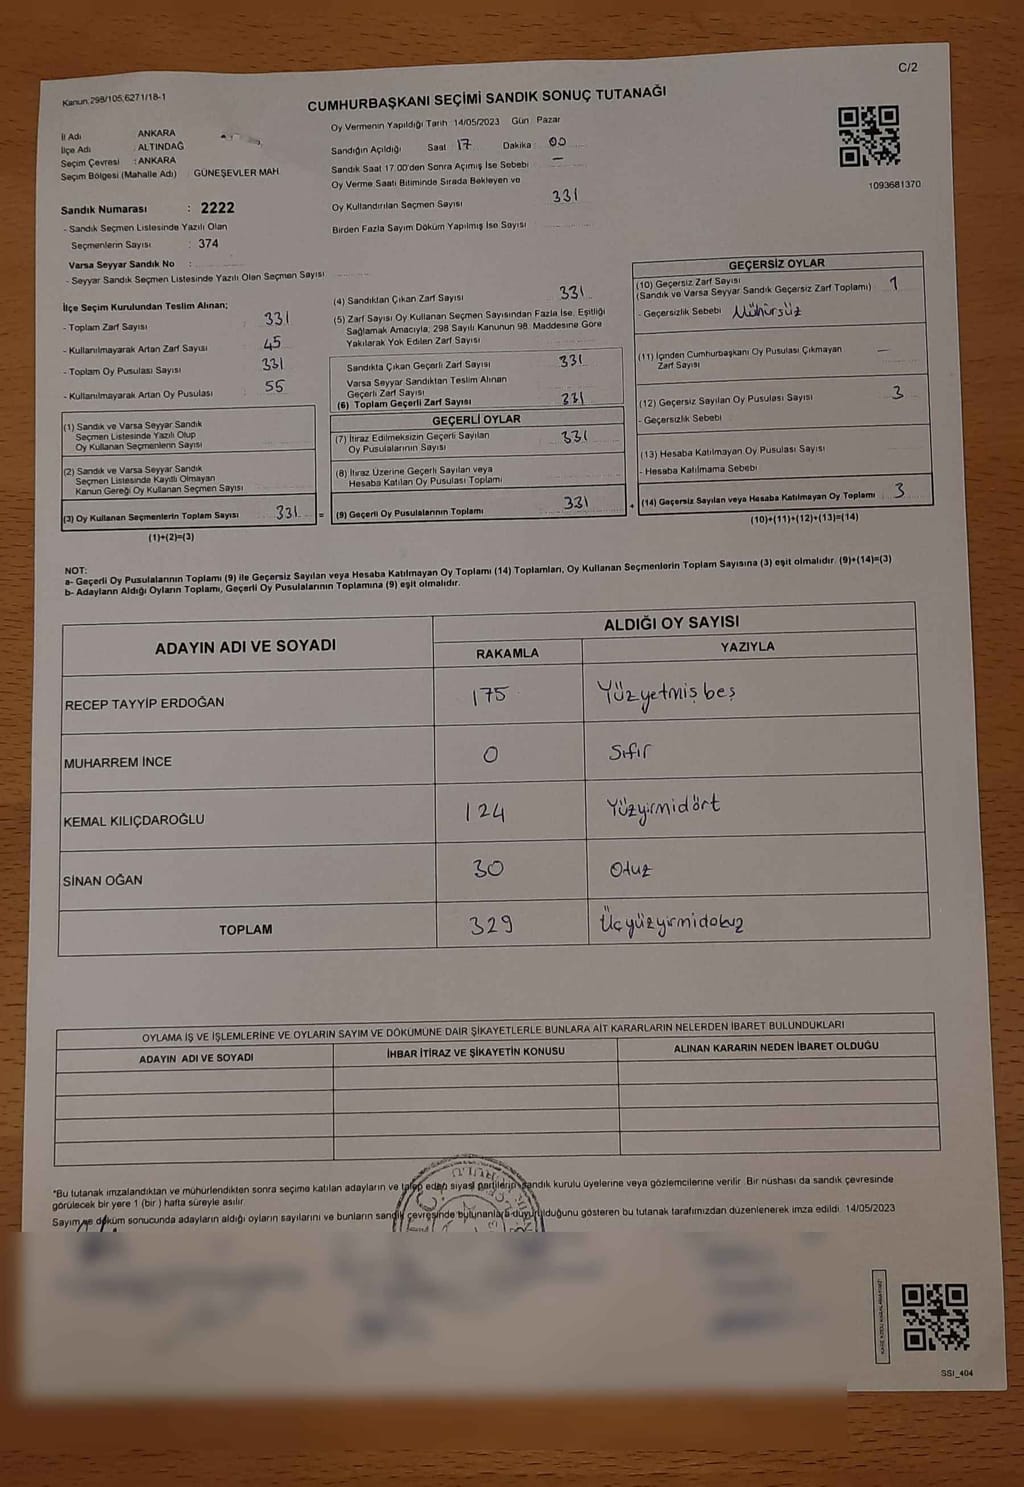 C/2
Kanun:298/105,6271/18-1
CUMHURBAŞKANI SEÇİMİ SANDIK SONUÇ TUTANAĞI
İl Adı ANKARA
İlçe Adı : ALTINDAĞ
Seçim Çevresi : ANKARA
Seçim Bölgesi (Mahalle Adı) GÜNEŞEVLER MAH.
Sandık Numarası : 2222
- Sandık Seçmen Listesinde Yazılı Olan
Seçmenlerin Sayısı : 374
Varsa Seyyar Sandık No :
- Seyyar Sandık Seçmen Listesinde Yazılı Olan Seçmen Sayısı
Oy Vermenin Yapıldığı Tarih 14/05/2023 Gün Pazar
Sandığın Açıldığı Saat 17 Dakika 00
Sandık Saat 17.00'den Sonra Açımış İse Sebebi —
Oy Verme Saati Bitiminde Sırada Bekleyen ve
Oy Kullandırılan Seçmen Sayısı 331
Birden Fazla Sayım Döküm Yapılmış İse Sayısı
1093681370
İlçe Seçim Kurulundan Teslim Alınan;
- Toplam Zarf Sayısı 331
- Kullanılmayarak Artan Zarf Sayısı 45
- Toplam Oy Pusulası Sayısı 331
- Kullanılmayarak Artan Oy Pusulası 55
(1) Sandık ve Varsa Seyyar Sandık
Seçmen Listesinde Yazılı Olup
Oy Kullanan Seçmenlerin Sayısı
(2) Sandık ve Varsa Seyyar Sandık
Seçmen Listesinde Kayıtlı Olmayan
Kanun Gereği Oy Kullanan Seçmen Sayısı
(3) Oy Kullanan Seçmenlerin Toplam Sayısı 331 =
(1)+(2)=(3)
(4) Sandıktan Çıkan Zarf Sayısı 331
(5) Zarf Sayısı Oy Kullanan Seçmen Sayısından Fazla İse, Eşitliği
Sağlamak Amacıyla, 298 Sayılı Kanunun 98. Maddesine Göre
Yakılarak Yok Edilen Zarf Sayısı
Sandıkta Çıkan Geçerli Zarf Sayısı 331
Varsa Seyyar Sandıktan Teslim Alınan
Geçerli Zarf Sayısı
(6) Toplam Geçerli Zarf Sayısı 331
GEÇERLİ OYLAR
(7) İtiraz Edilmeksizin Geçerli Sayılan
Oy Pusulalarının Sayısı 331
(8) İtiraz Üzerine Geçerli Sayılan veya
Hesaba Katılan Oy Pusulası Toplamı
(9) Geçerli Oy Pusulalarının Toplamı 331 +
GEÇERSİZ OYLAR
(10) Geçersiz Zarf Sayısı
(Sandık ve Varsa Seyyar Sandık Geçersiz Zarf Toplamı) 1
- Geçersizlik Sebebi Mühürsüz
(11) İçinden Cumhurbaşkanı Oy Pusulası Çıkmayan
Zarf Sayısı —
(12) Geçersiz Sayılan Oy Pusulası Sayısı 3
- Geçersizlik Sebebi
(13) Hesaba Katılmayan Oy Pusulası Sayısı
- Hesaba Katılmama Sebebi
(14) Geçersiz Sayılan veya Hesaba Katılmayan Oy Toplamı 3
(10)+(11)+(12)+(13)=(14)
NOT:
a- Geçerli Oy Pusulalarının Toplamı (9) ile Geçersiz Sayılan veya Hesaba Katılmayan Oy Toplamı (14) Toplamları, Oy Kullanan Seçmenlerin Toplam Sayısına (3) eşit olmalıdır. (9)+(14)=(3)
b- Adayların Aldığı Oyların Toplamı, Geçerli Oy Pusulalarının Toplamına (9) eşit olmalıdır.
ADAYIN ADI VE SOYADI
ALDIĞI OY SAYISI
RAKAMLA YAZIYLA
RECEP TAYYİP ERDOĞAN 175 Yüzyetmiş beş
MUHARREM İNCE 0 Sıfır
KEMAL KILIÇDAROĞLU 124 Yüzyirmidört
SİNAN OĞAN 30 Otuz
TOPLAM 329 Üçyüzyirmidokuz
OYLAMA İŞ VE İŞLEMLERİNE VE OYLARIN SAYIM VE DÖKÜMÜNE DAİR ŞİKAYETLERLE BUNLARA AİT KARARLARIN NELERDEN İBARET BULUNDUKLARI
ADAYIN ADI VE SOYADI İHBAR İTİRAZ VE ŞİKAYETİN KONUSU ALINAN KARARIN NEDEN İBARET OLDUĞU
*Bu tutanak imzalandıktan ve mühürlendikten sonra seçime katılan adayların ve talep eden siyasi partilerin sandık kurulu üyelerine veya gözlemcilerine verilir. Bir nüshası da sandık çevresinde
görülecek bir yere 1 (bir ) hafta süreyle asılır.
Sayım ve döküm sonucunda adayların aldığı oyların sayılarını ve bunların sandık çevresinde bulunanlara duyurulduğunu gösteren bu tutanak tarafımızdan düzenlenerek imza edildi. 14/05/2023
SSI_404